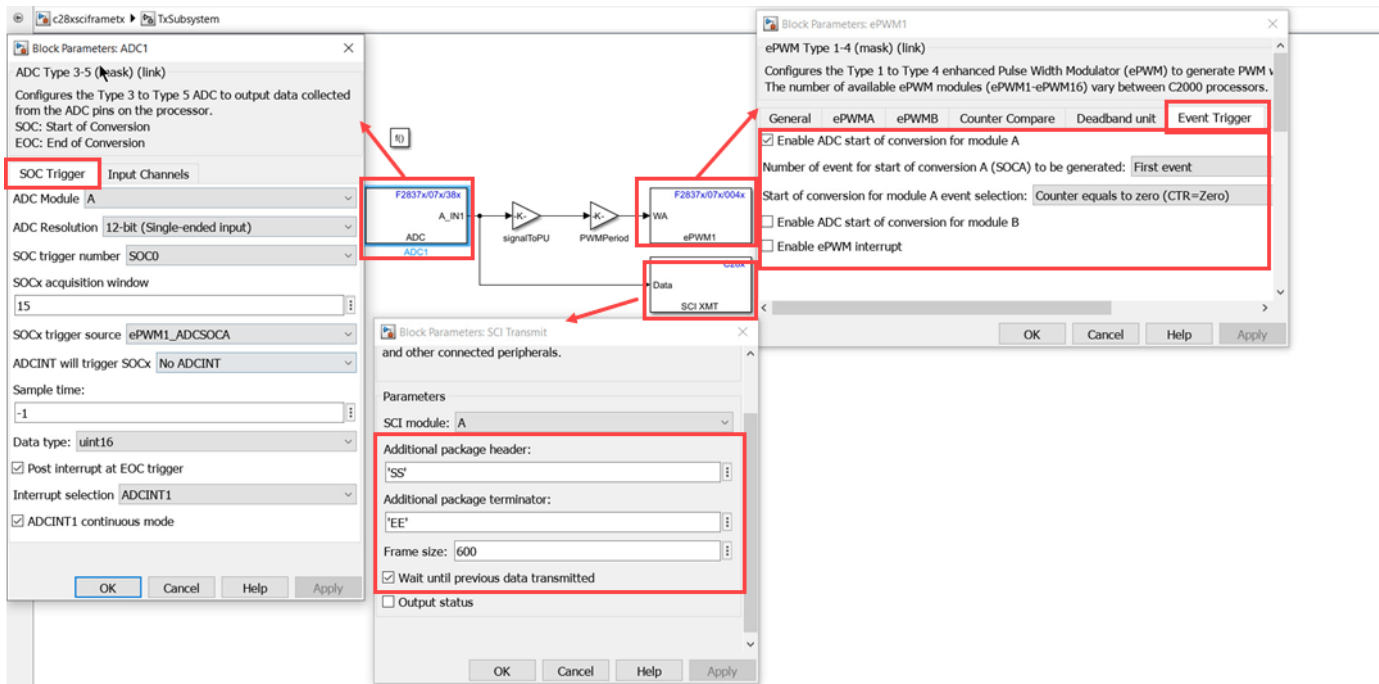 c28xsciframetx ▶ TxSubsystem
Block Parameters: ADC1
ADC Type 3-5 (mask) (link)
Configures the Type 3 to Type 5 ADC to output data collected
from the ADC pins on the processor.
SOC: Start of Conversion
EOC: End of Conversion
SOC Trigger
Input Channels
ADC Module A
ADC Resolution 12-bit (Single-ended input)
SOC trigger number SOC0
SOCx acquisition window
15
SOCx trigger source ePWM1_ADCSOCA
ADCINT will trigger SOCx No ADCINT
Sample time:
-1
Data type: uint16
Post interrupt at EOC trigger
Interrupt selection ADCINT1
ADCINT1 continuous mode
OK Cancel Help Apply
f()
F2837x/07x/38x
A_IN1
ADC
ADC1
-K-
signalToPU
-K-
PWMPeriod
F2837x/07x/004x
WA
ePWM1
C28x
Data
SCI XMT
Block Parameters: SCI Transmit
and other connected peripherals.
Parameters
SCI module: A
Additional package header:
'SS'
Additional package terminator:
'EE'
Frame size: 600
Wait until previous data transmitted
Output status
OK Cancel Help Apply
Block Parameters: ePWM1
ePWM Type 1-4 (mask) (link)
Configures the Type 1 to Type 4 enhanced Pulse Width Modulator (ePWM) to generate PWM
The number of available ePWM modules (ePWM1-ePWM16) vary between C2000 processors.
General ePWMA ePWMB Counter Compare Deadband unit Event Trigger
Enable ADC start of conversion for module A
Number of event for start of conversion A (SOCA) to be generated: First event
Start of conversion for module A event selection: Counter equals to zero (CTR=Zero)
Enable ADC start of conversion for module B
Enable ePWM interrupt
OK Cancel Help Apply